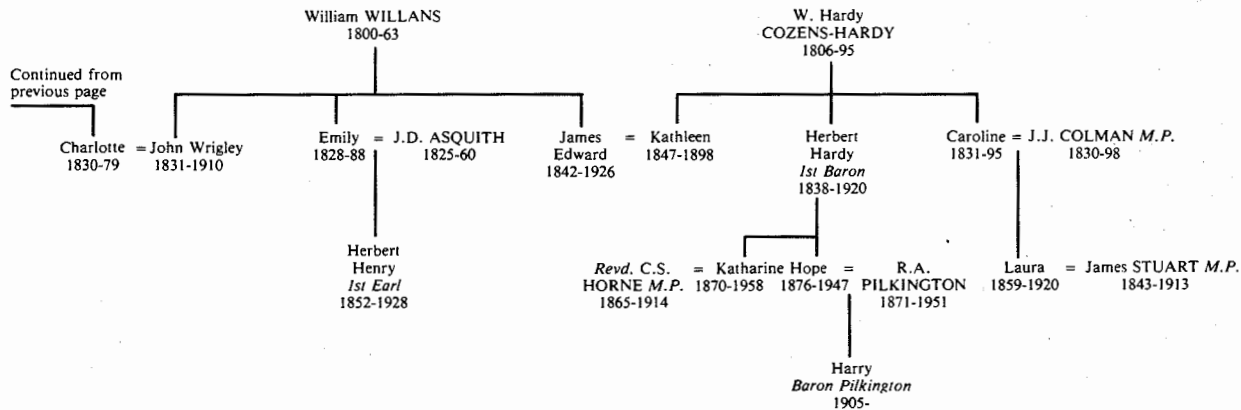 William WILLANS
1800-63
W. Hardy
COZENS-HARDY
1806-95
Continued from
previous page
Charlotte = John Wrigley
1830-79 1831-1910
Emily = J.D. ASQUITH
1828-88 1825-60
James = Kathleen
Edward 1847-1898
1842-1926
Herbert
Hardy
1st Baron
1838-1920
Caroline = J.J. COLMAN M.P.
1831-95 1830-98
Herbert
Henry
1st Earl
1852-1928
Revd. C.S. = Katharine Hope = R.A.
HORNE M.P. 1870-1958 1876-1947 PILKINGTON
1865-1914 1871-1951
Laura = James STUART M.P.
1859-1920 1843-1913
Harry
Baron Pilkington
1905-